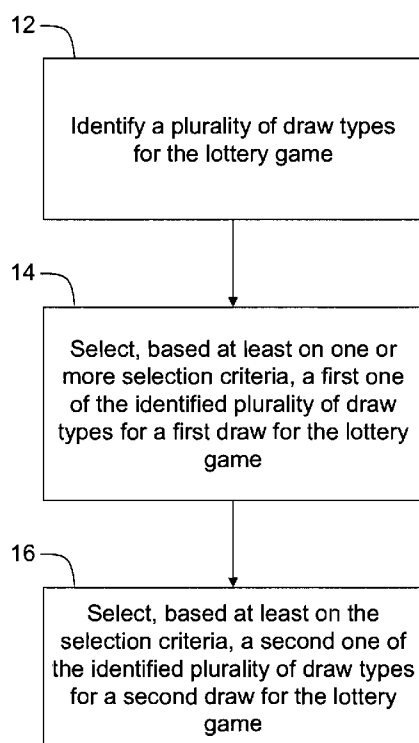 12
Identify a plurality of draw types
for the lottery game
14
Select, based at least on one or
more selection criteria, a first one
of the identified plurality of draw
types for a first draw for the lottery
game
16
Select, based at least on the
selection criteria, a second one of
the identified plurality of draw types
for a second draw for the lottery
game